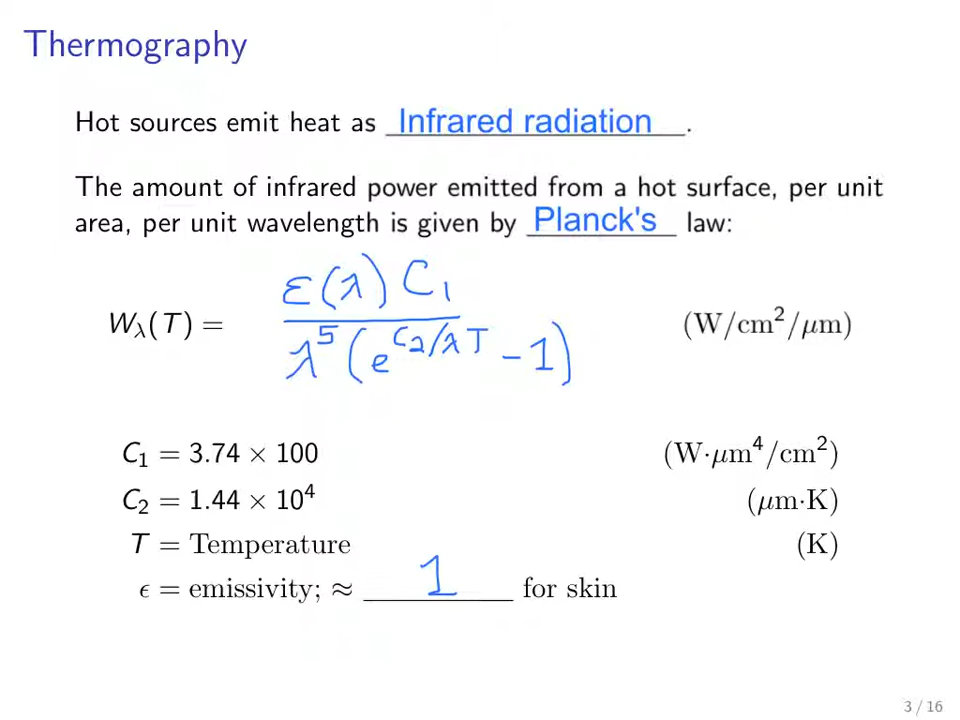 Thermography
Hot sources emit heat as Infrared radiation.
The amount of infrared power emitted from a hot surface, per unit
area, per unit wavelength is given by Planck's law:
W_λ(T) = ε(λ) C₁ / λ⁵ (e^(C₂/λT) − 1) (W/cm²/μm)
C₁ = 3.74 × 100 (W·μm⁴/cm²)
C₂ = 1.44 × 10⁴ (μm·K)
T = Temperature (K)
ϵ = emissivity; ≈ 1 for skin
3 / 16